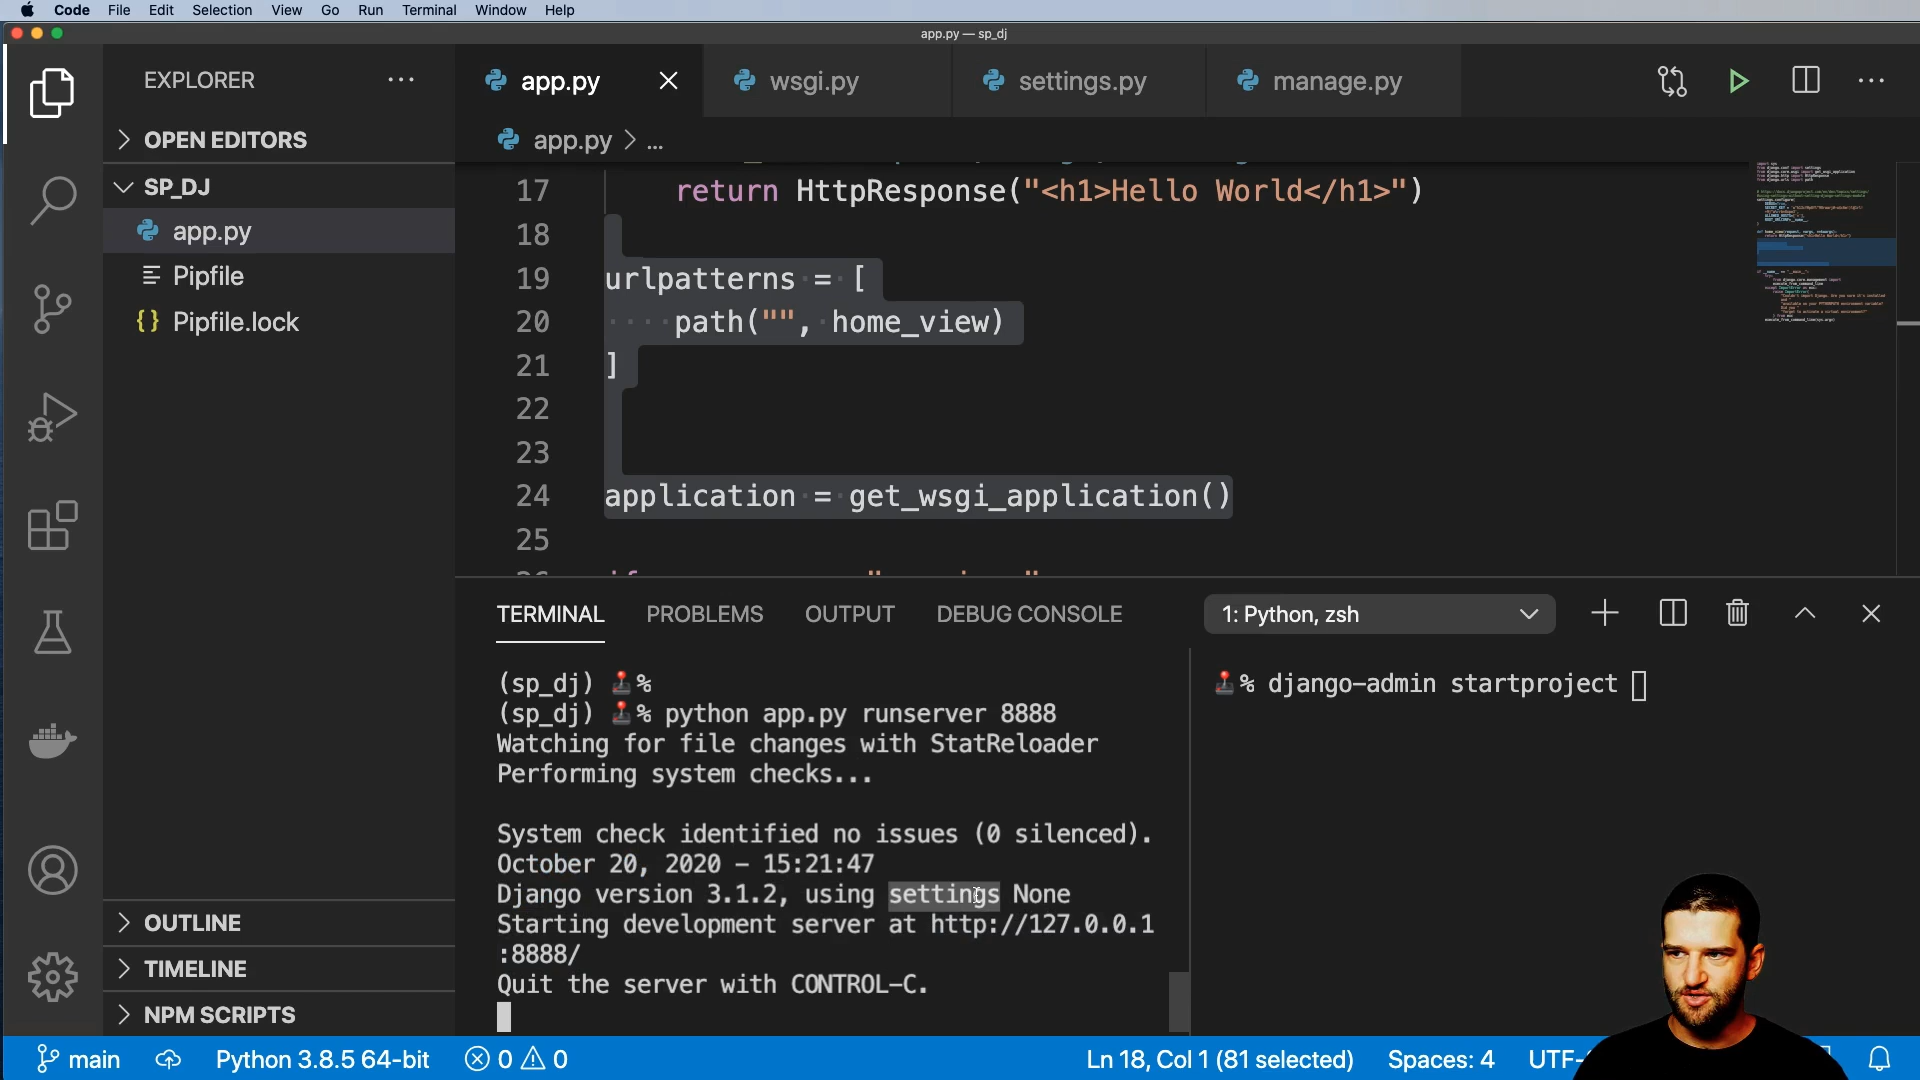 Code File Edit Selection View Go Run Terminal Window Help
app.py — sp_dj
EXPLORER
OPEN EDITORS
SP_DJ
app.py
Pipfile
Pipfile.lock
OUTLINE
TIMELINE
NPM SCRIPTS
app.py wsgi.py settings.py manage.py
app.py > ...
17 return HttpResponse("<h1>Hello World</h1>")
18
19 urlpatterns = [
20 path("", home_view)
21 ]
22
23
24 application = get_wsgi_application()
25
TERMINAL PROBLEMS OUTPUT DEBUG CONSOLE 1: Python, zsh
(sp_dj) %
(sp_dj) % python app.py runserver 8888
Watching for file changes with StatReloader
Performing system checks...
System check identified no issues (0 silenced).
October 20, 2020 - 15:21:47
Django version 3.1.2, using settings None
Starting development server at http://127.0.0.1
:8888/
Quit the server with CONTROL-C.
% django-admin startproject
main Python 3.8.5 64-bit 0 0 Ln 18, Col 1 (81 selected) Spaces: 4